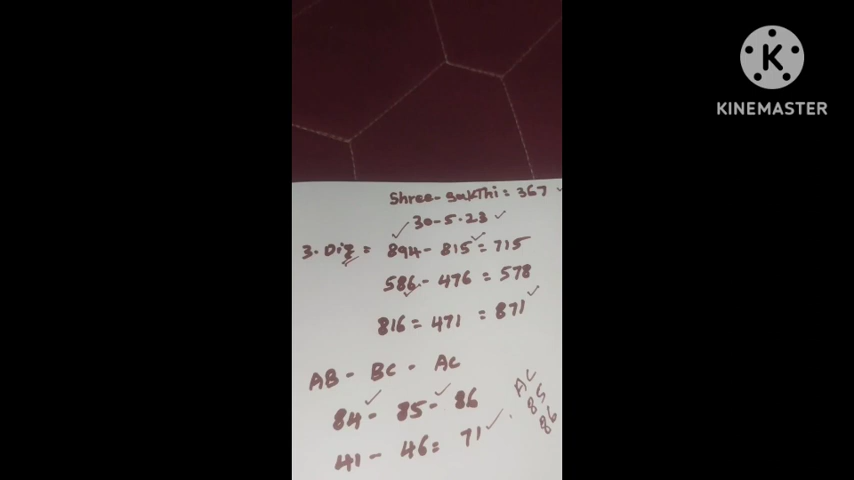 KINEMASTER
Shree-sakThi = 367
30-5-23
3. Dig = 894 - 815 = 715
586 - 476 = 578
816 = 471 = 871
AB - BC - AC
84 - 85 - 86
41 - 46 = 71
AC
85
86